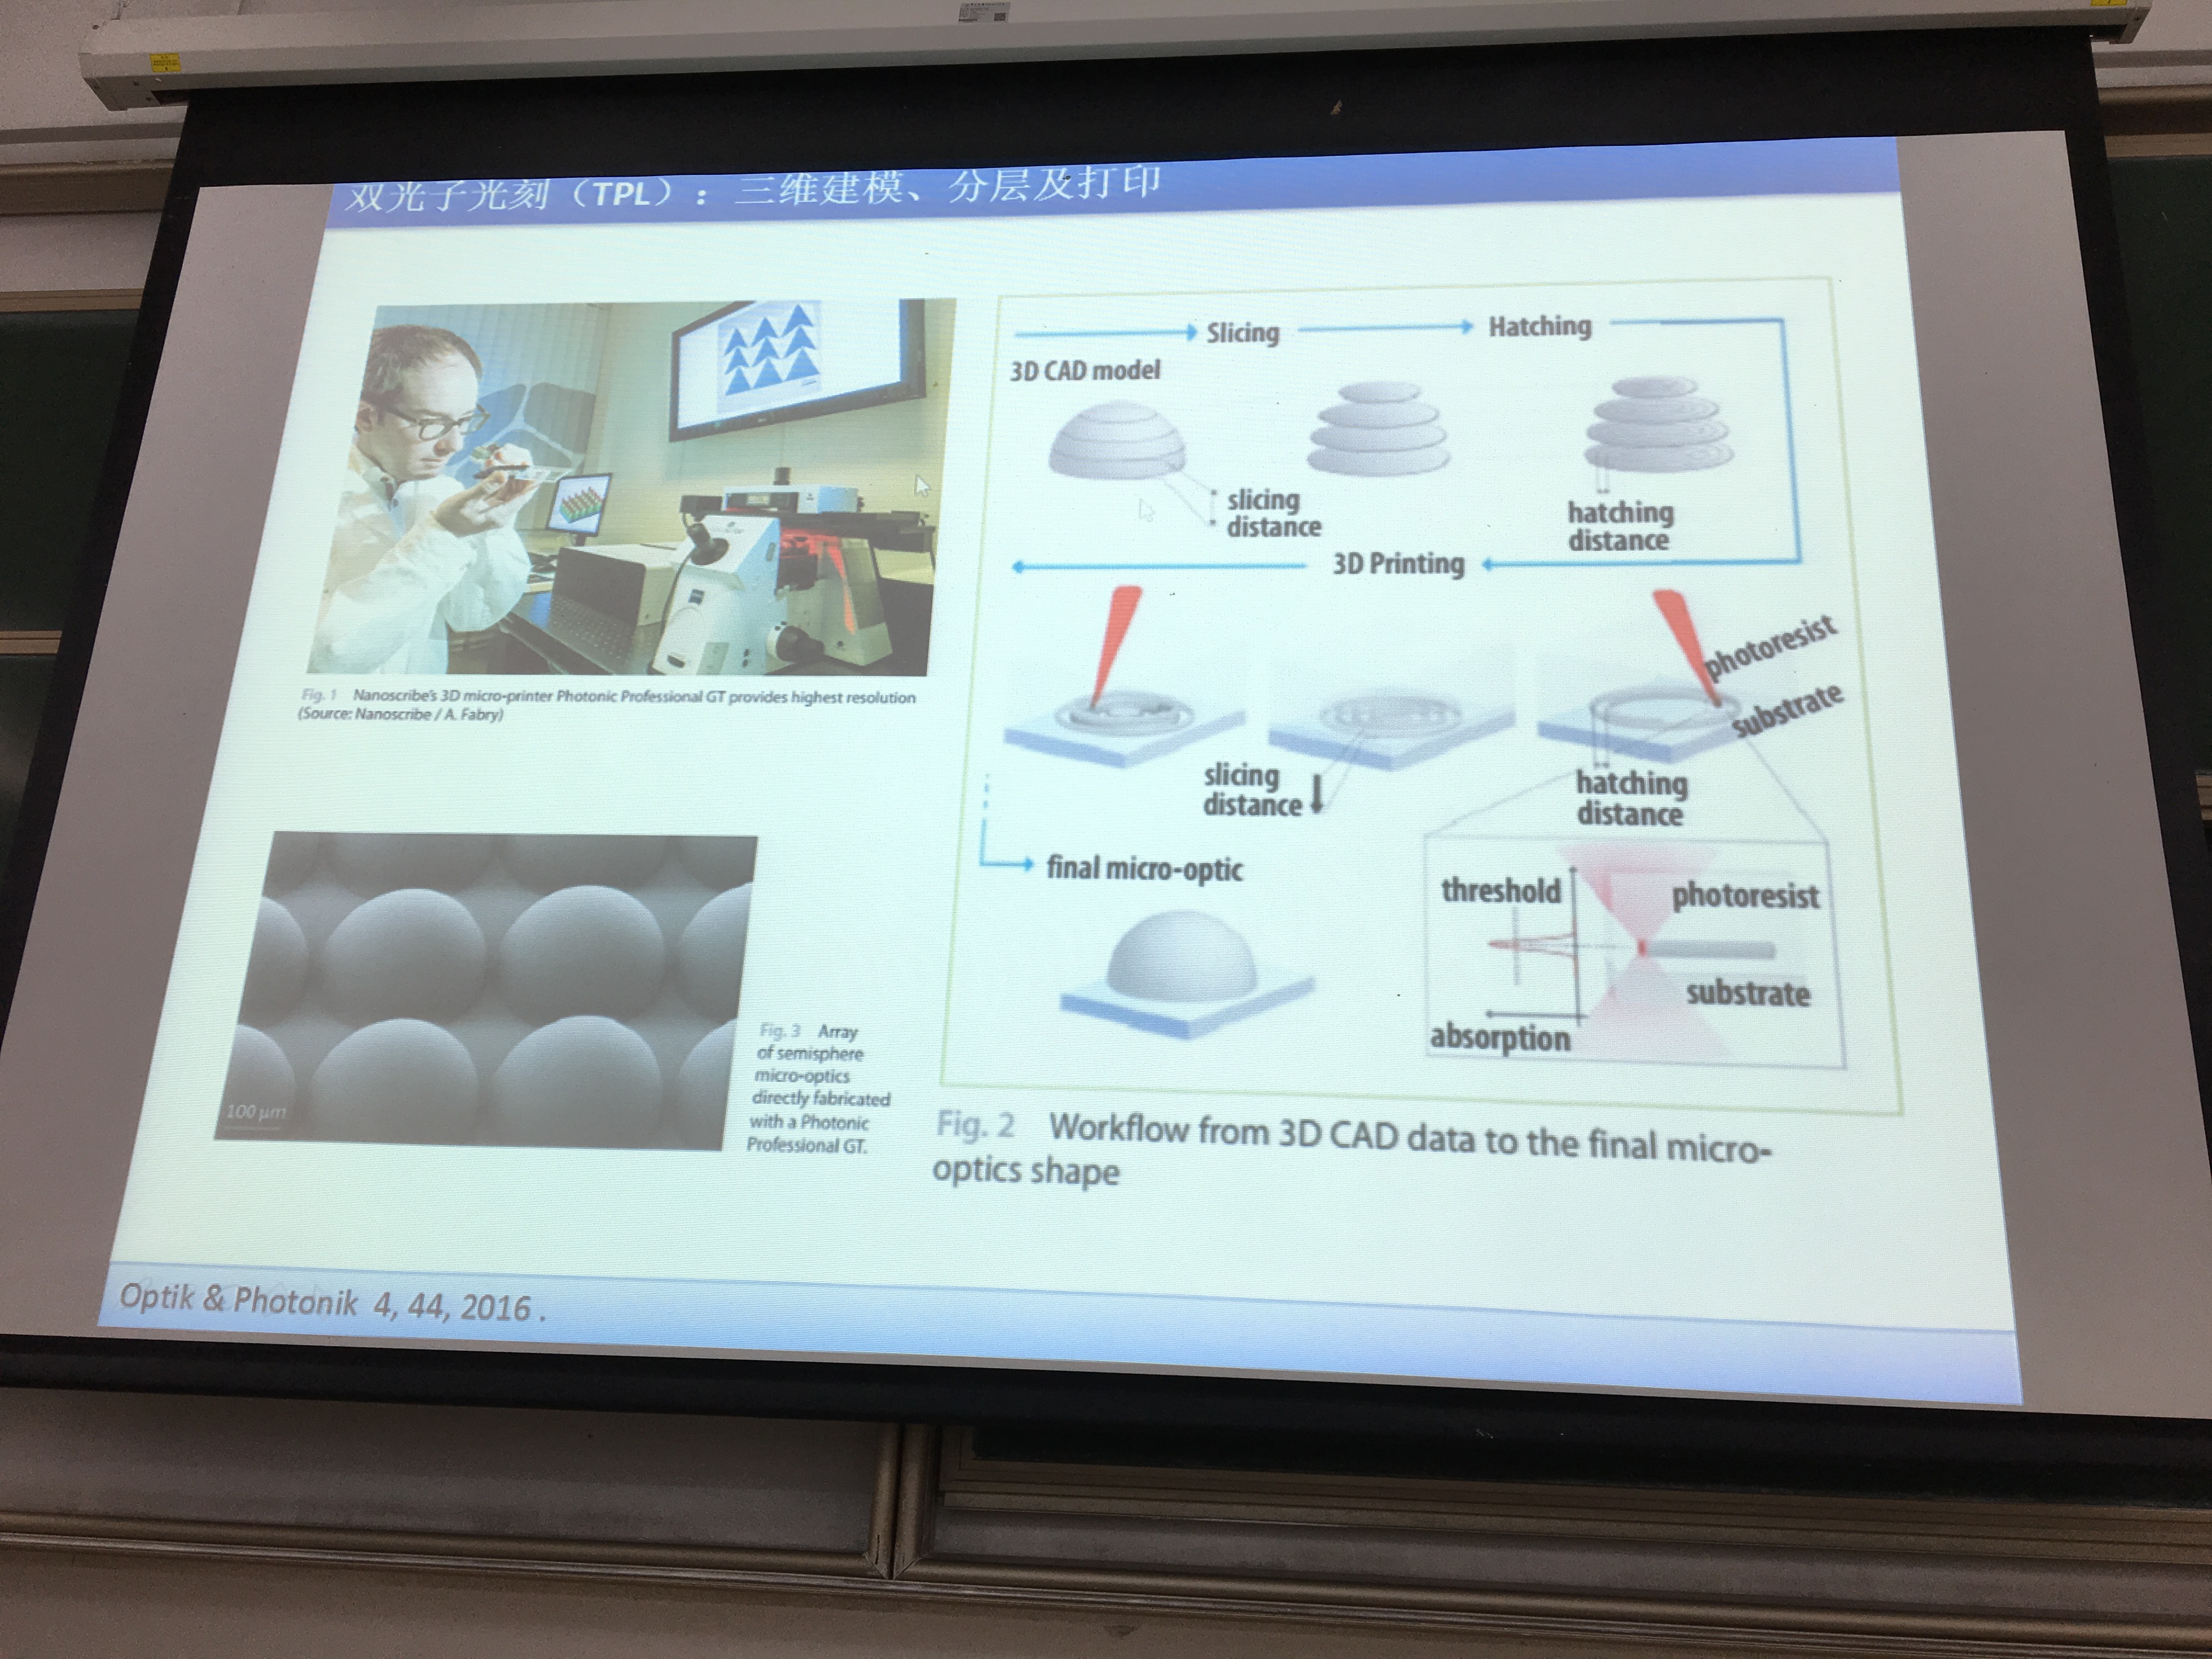 双光子光刻（TPL）：三维建模、分层及打印
Fig. 1 Nanoscribe's 3D micro-printer Photonic Professional GT provides highest resolution
(Source: Nanoscribe / A. Fabry)
100 µm
Fig. 3 Array
of semisphere
micro-optics
directly fabricated
with a Photonic
Professional GT.
Slicing
Hatching
3D CAD model
slicing
distance
hatching
distance
3D Printing
photoresist
substrate
slicing
distance
hatching
distance
final micro-optic
threshold
photoresist
substrate
absorption
Fig. 2 Workflow from 3D CAD data to the final micro-
optics shape
Optik & Photonik 4, 44, 2016 .